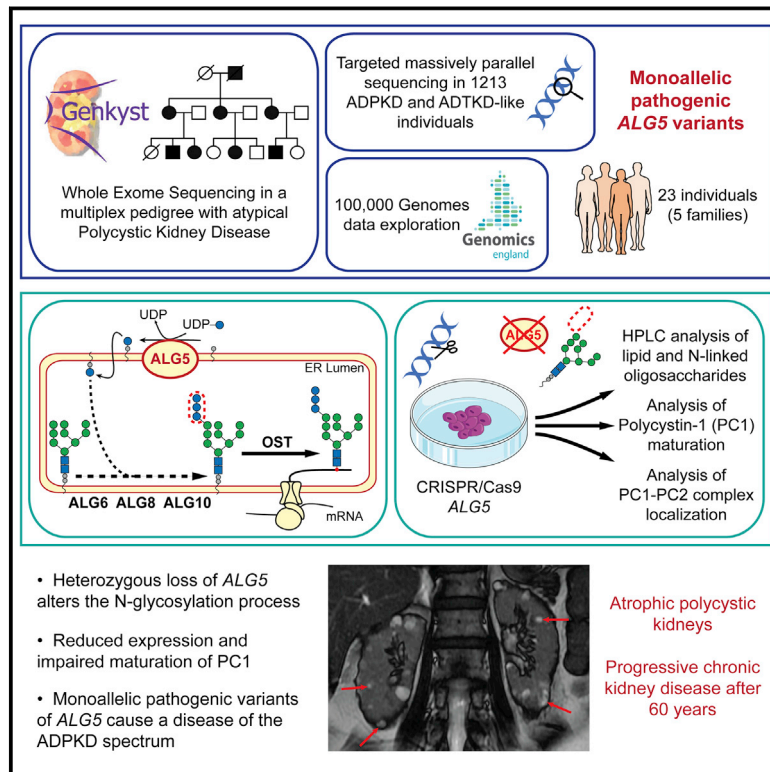 Genkyst
Whole Exome Sequencing in a
multiplex pedigree with atypical
Polycystic Kidney Disease
Targeted massively parallel
sequencing in 1213
ADPKD and ADTKD-like
individuals
100,000 Genomes
data exploration
Genomics
england
Monoallelic
pathogenic
ALG5 variants
23 individuals
(5 families)
UDP
UDP
ALG5
ER Lumen
OST
ALG6 ALG8 ALG10
mRNA
ALG5
CRISPR/Cas9
ALG5
HPLC analysis of
lipid and N-linked
oligosaccharides
Analysis of
Polycystin-1 (PC1)
maturation
Analysis of
PC1-PC2 complex
localization
• Heterozygous loss of ALG5
alters the N-glycosylation process
• Reduced expression and
impaired maturation of PC1
• Monoallelic pathogenic variants
of ALG5 cause a disease of the
ADPKD spectrum
Atrophic polycystic
kidneys
Progressive chronic
kidney disease after
60 years